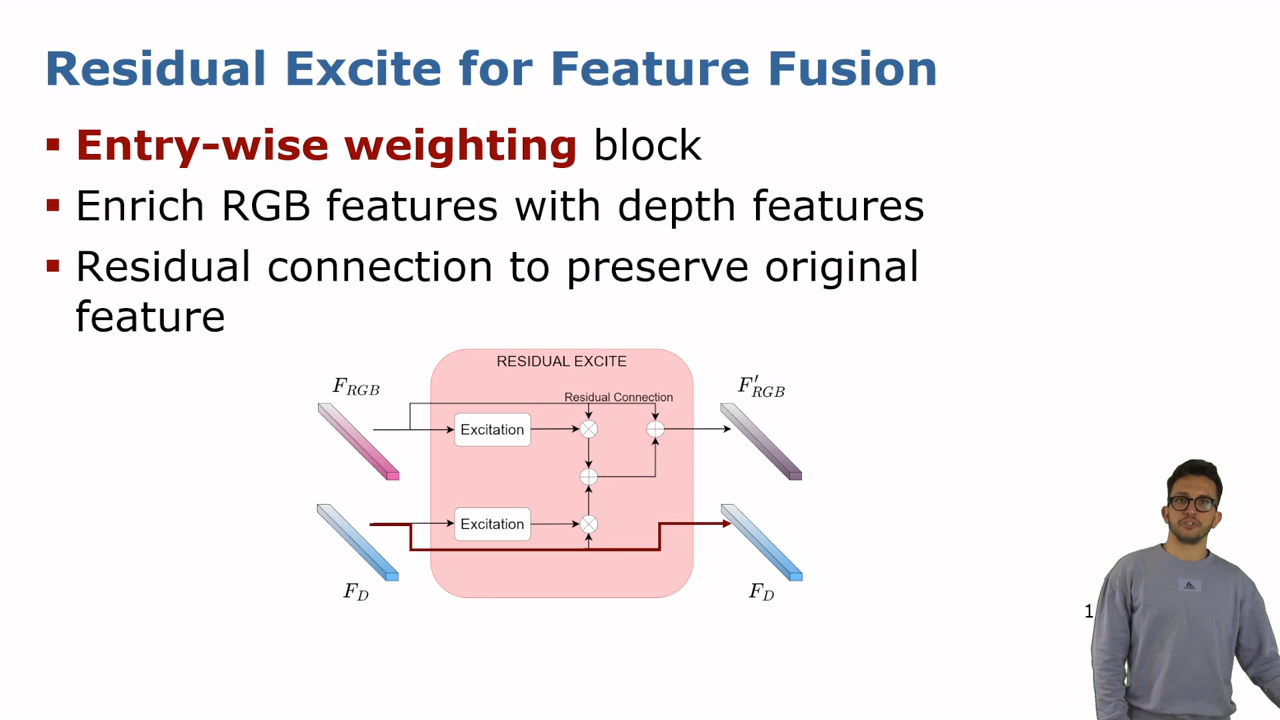 Residual Excite for Feature Fusion
Entry-wise weighting block
Enrich RGB features with depth features
Residual connection to preserve original
feature
RESIDUAL EXCITE
F_RGB
Residual Connection
F'_RGB
Excitation
Excitation
F_D
F_D
1